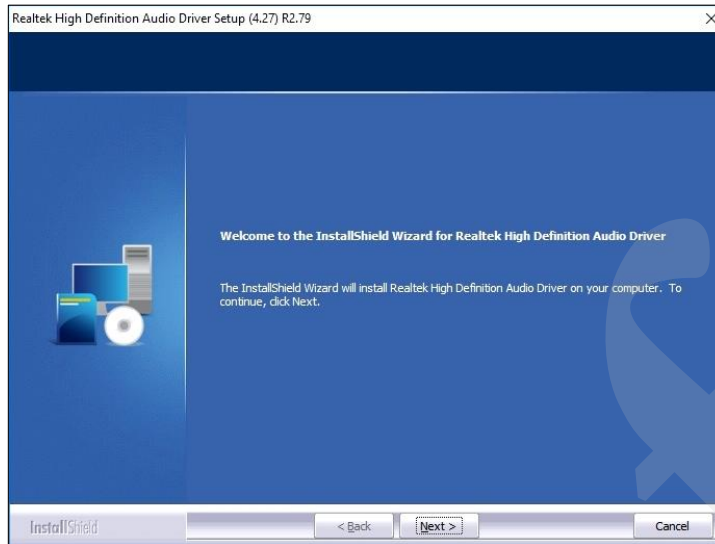 Realtek High Definition Audio Driver Setup (4.27) R2.79
Welcome to the InstallShield Wizard for Realtek High Definition Audio Driver
The InstallShield Wizard will install Realtek High Definition Audio Driver on your computer. To
continue, click Next.
InstallShield
< Back
Next >
Cancel